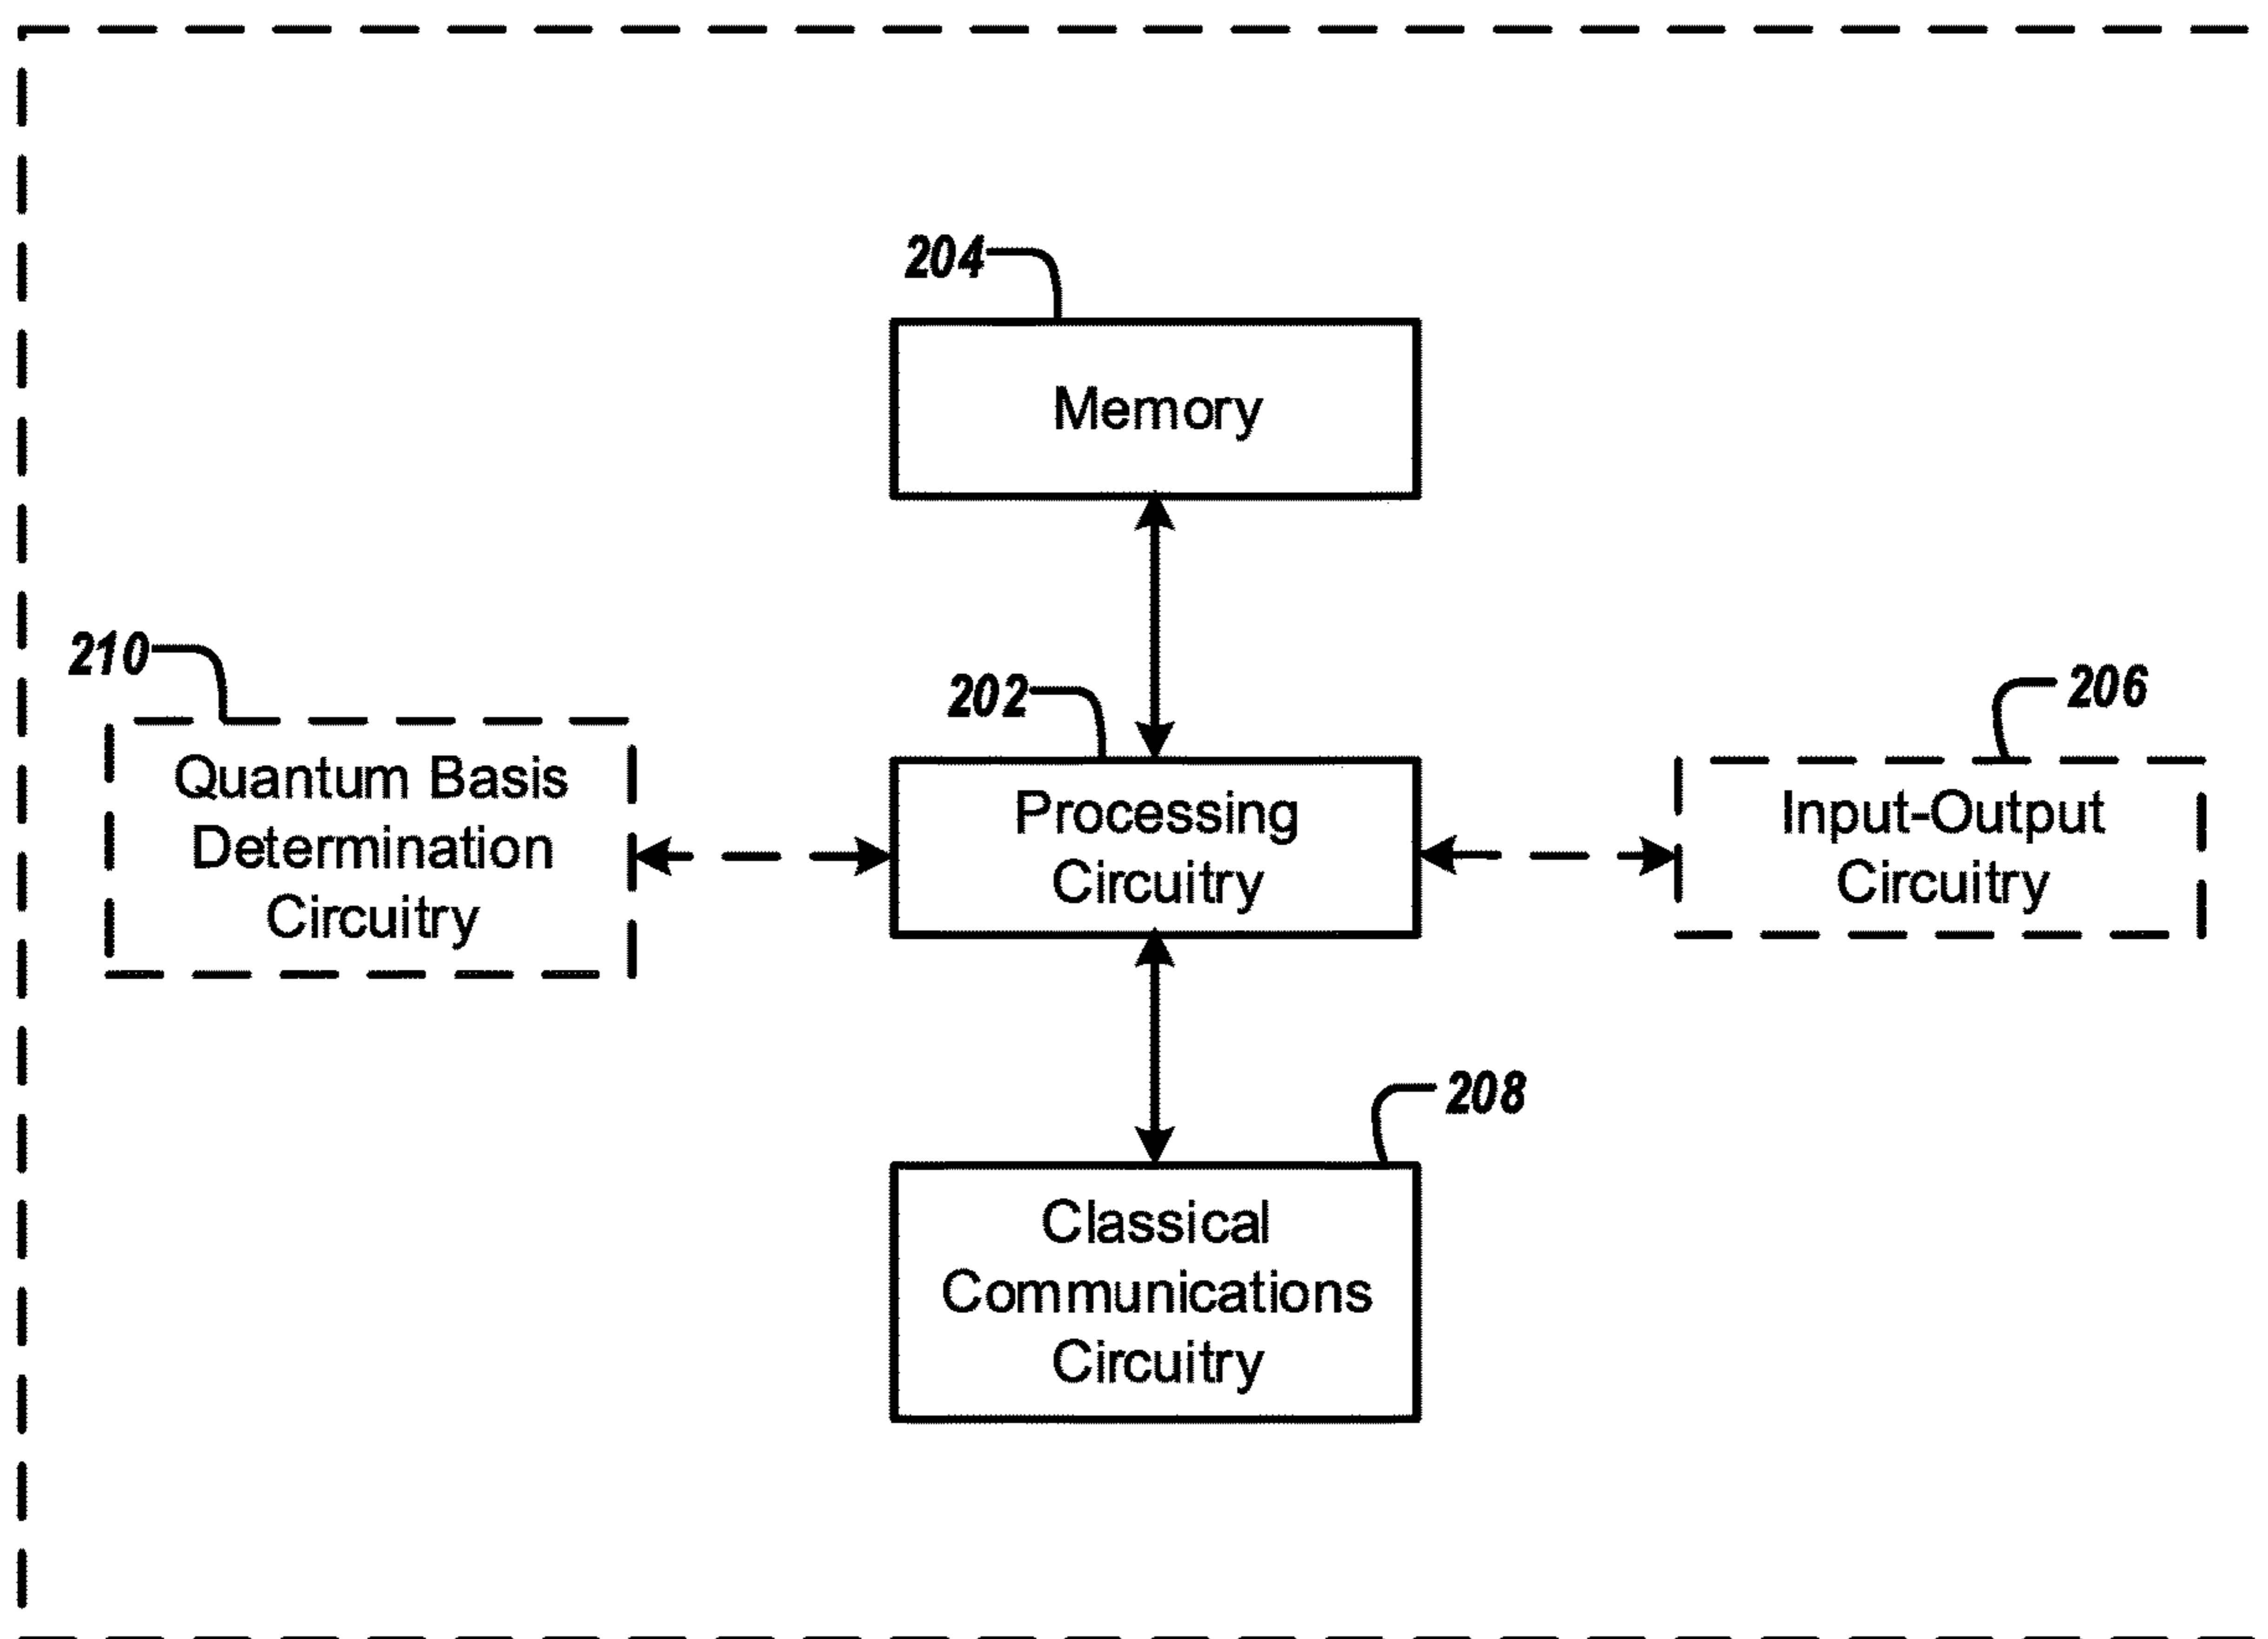 204
Memory
210
202
206
Quantum Basis
Determination
Circuitry
Processing
Circuitry
Input-Output
Circuitry
208
Classical
Communications
Circuitry